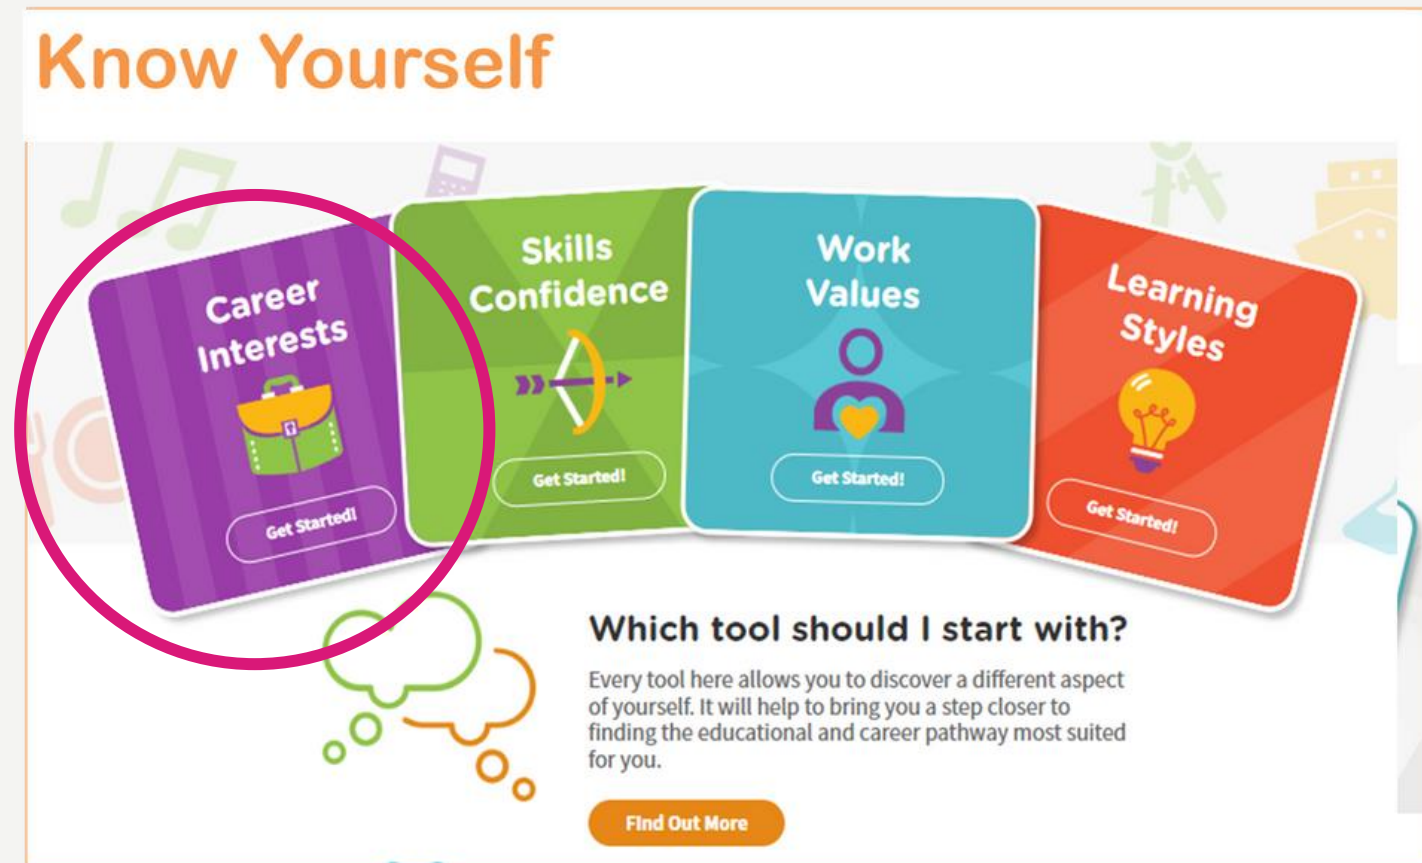 Know Yourself
Career
Interests
Get Started!
Skills
Confidence
Get Started!
Work
Values
Get Started!
Learning
Styles
Get Started!
Which tool should I start with?
Every tool here allows you to discover a different aspect
of yourself. It will help to bring you a step closer to
finding the educational and career pathway most suited
for you.
Find Out More